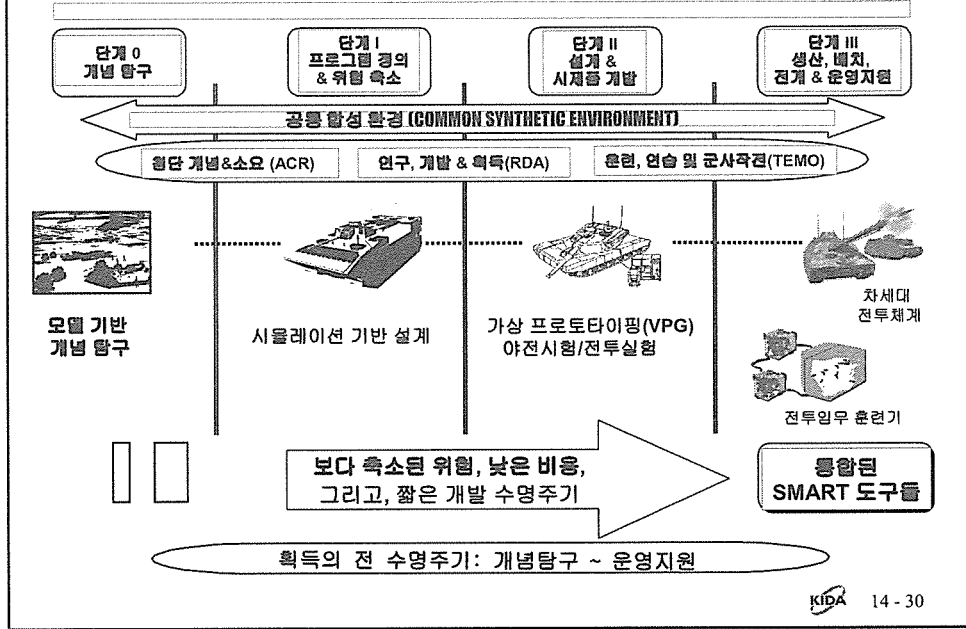 단계 0
개념 탐구
단계 I
프로그램 정의
& 위험 축소
단계 II
설계 &
시제품 개발
단계 III
생산, 배치,
전개 & 운영지원
공통 합성 환경 (COMMON SYNTHETIC ENVIRONMENT)
첨단 개념&소요 (ACR)
연구, 개발 & 획득(RDA)
훈련, 연습 및 군사작전(TEMO)
모델 기반
개념 탐구
시뮬레이션 기반 설계
가상 프로토타이핑(VPG)
야전시험/전투실험
차세대
전투체계
전투임무 훈련기
보다 축소된 위험, 낮은 비용,
그리고, 짧은 개발 수명주기
통합된
SMART 도구들
획득의 전 수명주기: 개념탐구 ~ 운영지원
KIDA 14 - 30